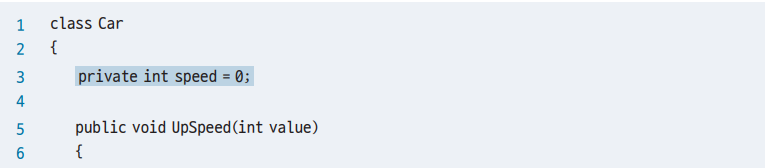 1 class Car
2 {
3 private int speed = 0;
4
5 public void UpSpeed(int value)
6 {